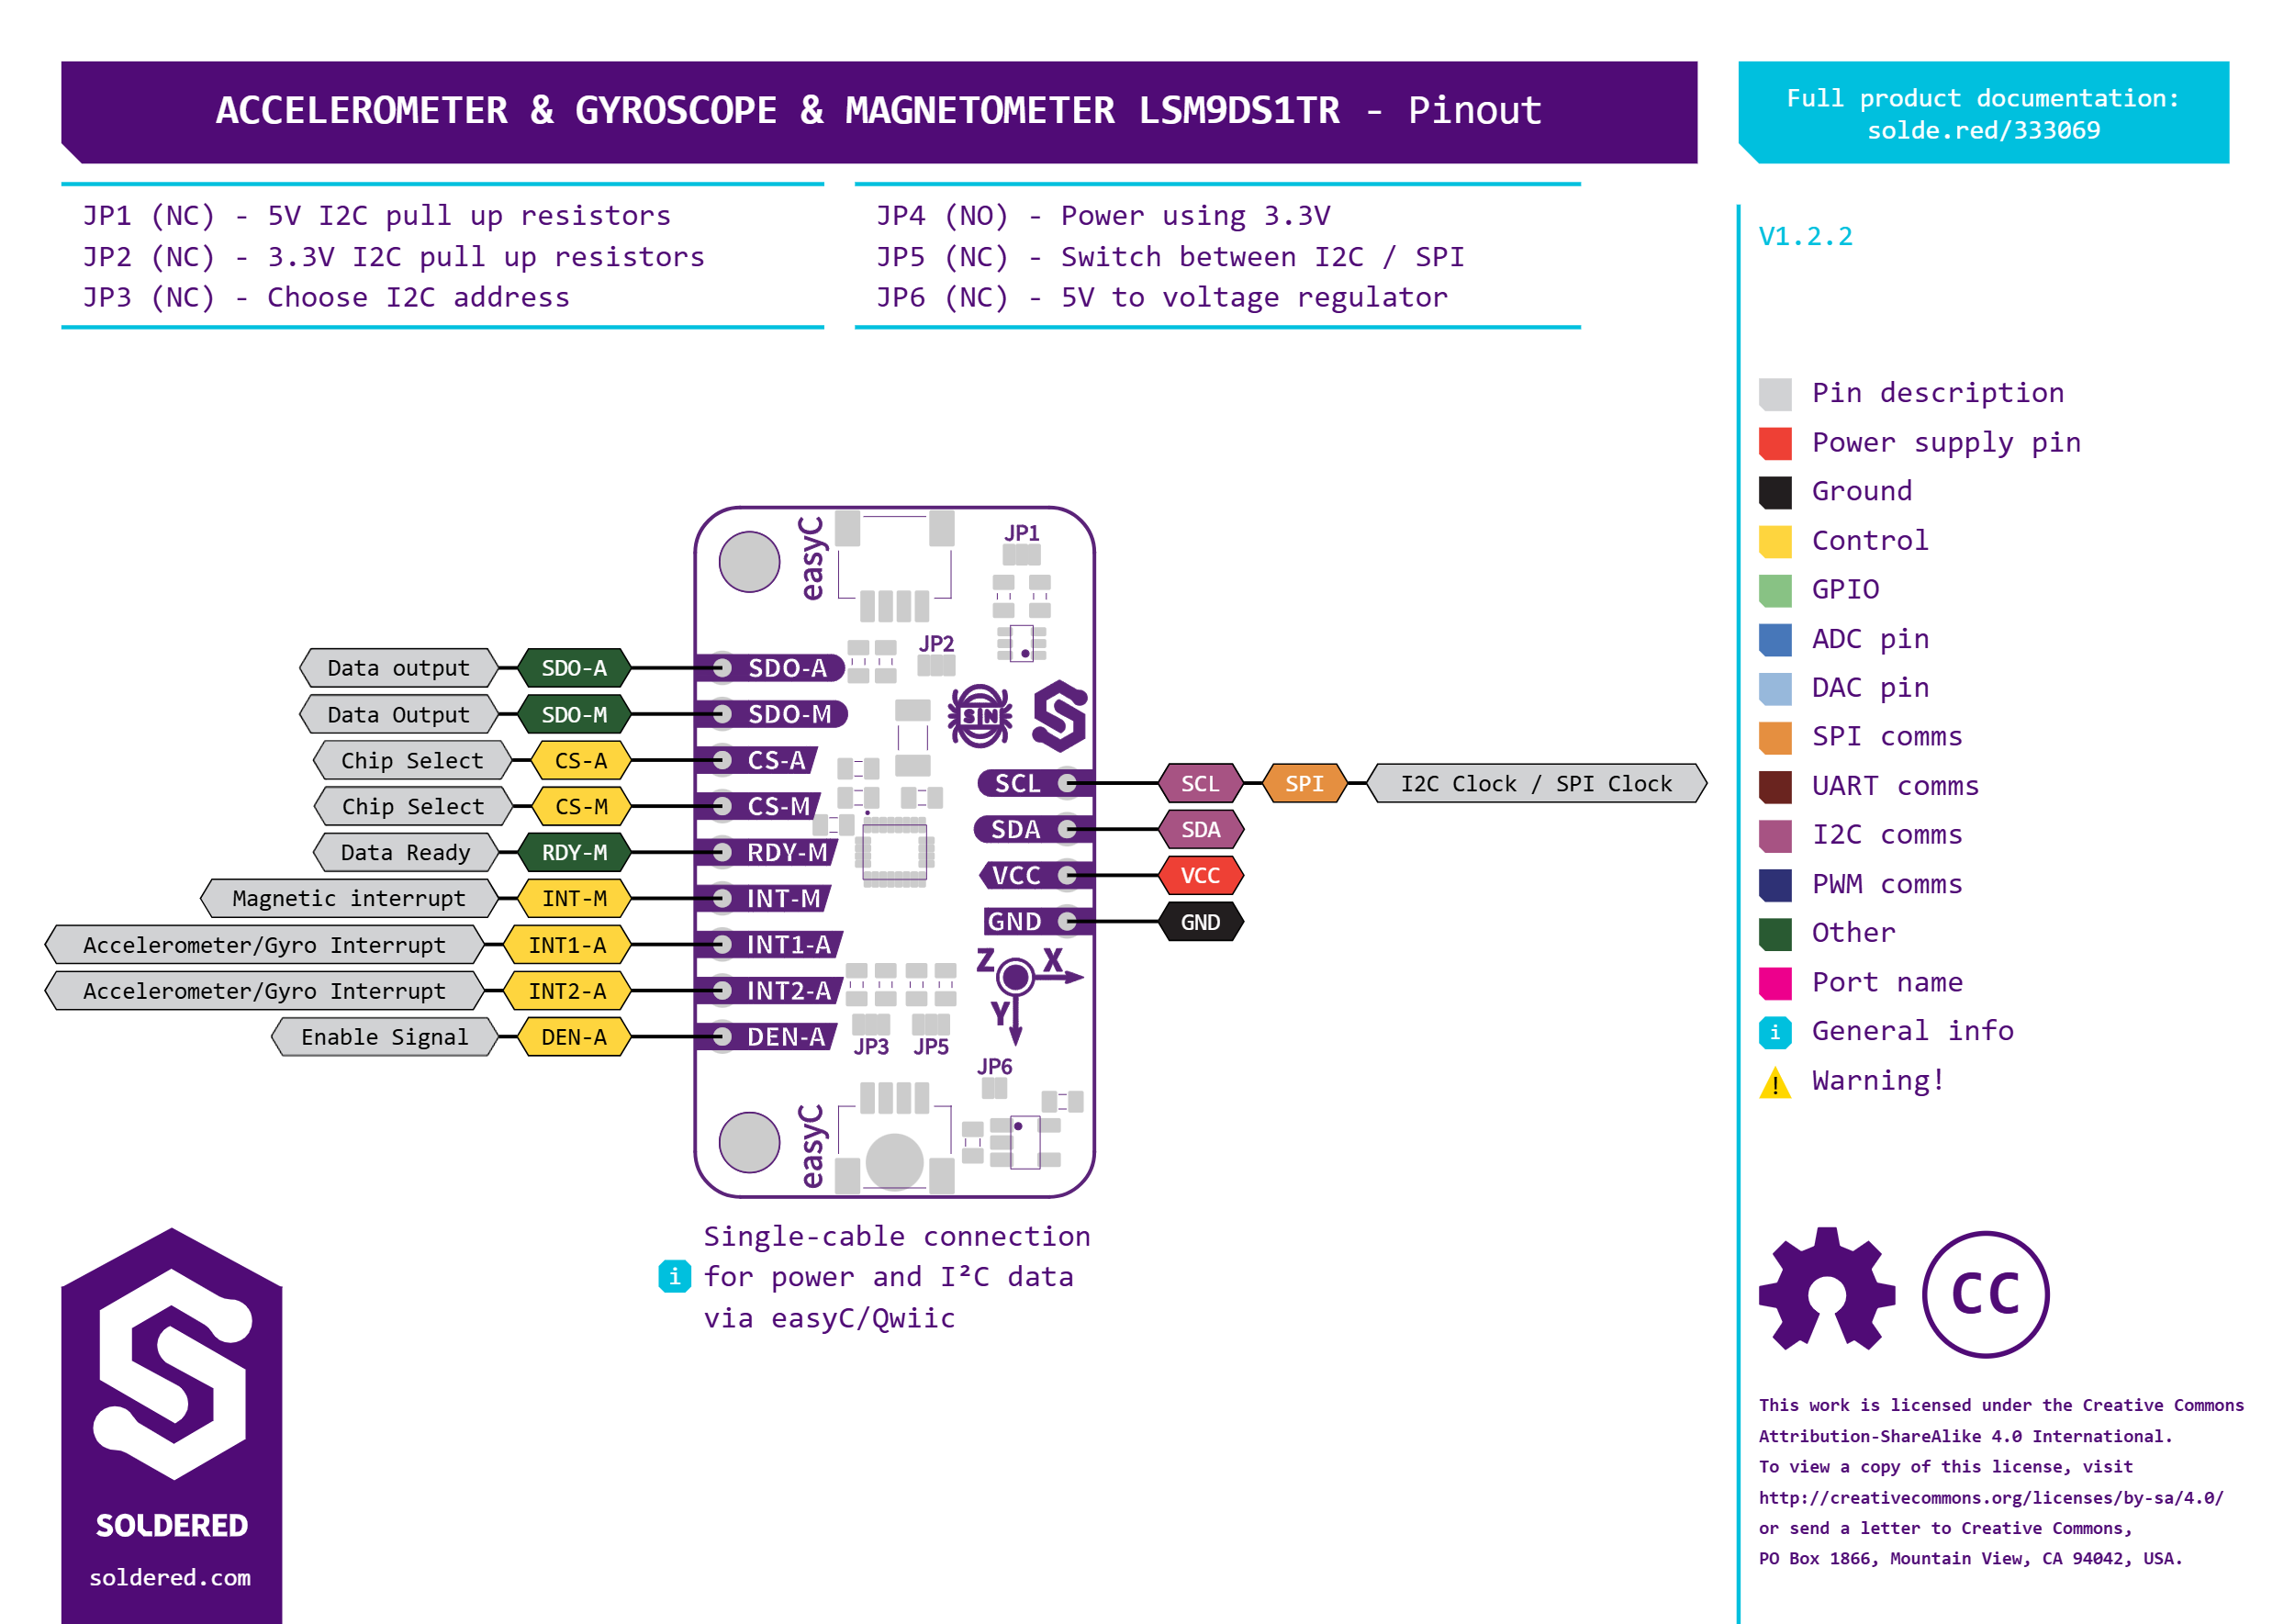 ACCELEROMETER & GYROSCOPE & MAGNETOMETER LSM9DS1TR - Pinout
Full product documentation:
solde.red/333069
JP1 (NC) - 5V I2C pull up resistors
JP2 (NC) - 3.3V I2C pull up resistors
JP3 (NC) - Choose I2C address
JP4 (NO) - Power using 3.3V
JP5 (NC) - Switch between I2C / SPI
JP6 (NC) - 5V to voltage regulator
V1.2.2
Pin description
Power supply pin
Ground
Control
GPIO
ADC pin
DAC pin
SPI comms
UART comms
I2C comms
PWM comms
Other
Port name
i General info
! Warning!
easyC
JP1
JP2
Data output SDO-A SDO-A
Data Output SDO-M SDO-M
Chip Select CS-A CS-A
Chip Select CS-M CS-M
Data Ready RDY-M RDY-M
Magnetic interrupt INT-M INT-M
Accelerometer/Gyro Interrupt INT1-A INT1-A
Accelerometer/Gyro Interrupt INT2-A INT2-A
Enable Signal DEN-A DEN-A
SIN
SCL SCL SPI I2C Clock / SPI Clock
SDA SDA
VCC VCC
GND GND
Z X
Y
JP3 JP5
JP6
easyC
Single-cable connection
i for power and I²C data
via easyC/Qwiic
SOLDERED
soldered.com
CC
This work is licensed under the Creative Commons
Attribution-ShareAlike 4.0 International.
To view a copy of this license, visit
http://creativecommons.org/licenses/by-sa/4.0/
or send a letter to Creative Commons,
PO Box 1866, Mountain View, CA 94042, USA.